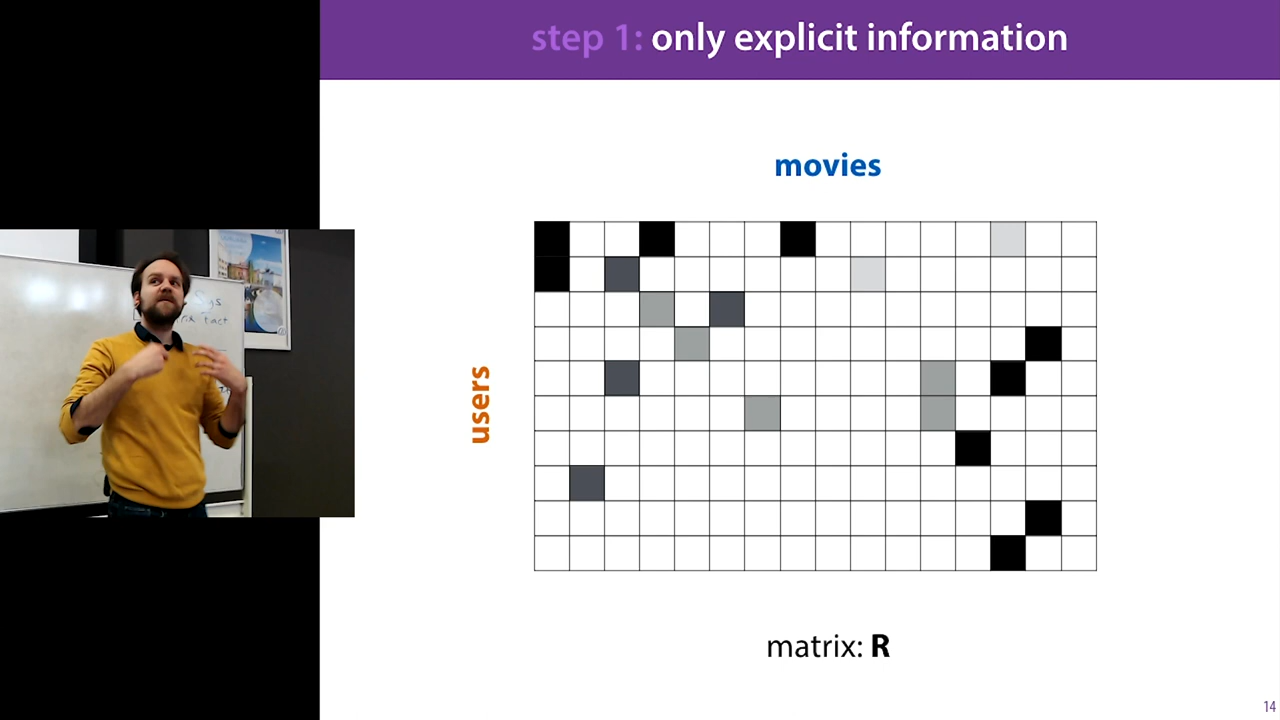 step 1: only explicit information
movies
users
matrix: R
14